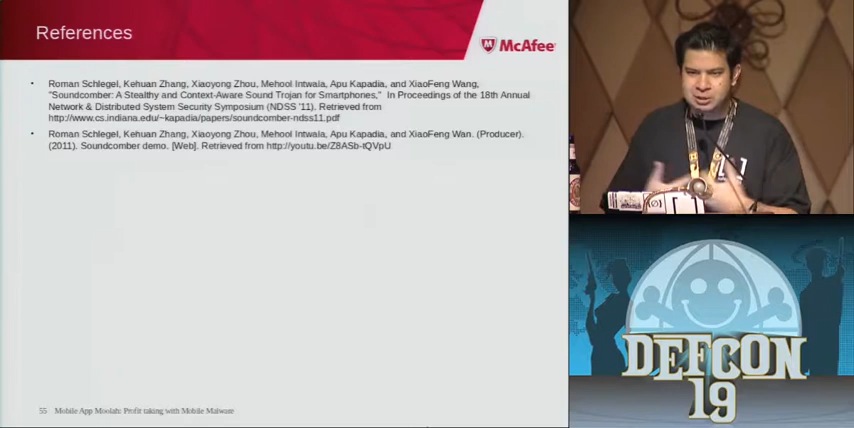 References
McAfee
• Roman Schlegel, Kehuan Zhang, Xiaoyong Zhou, Mehool Intwala, Apu Kapadia, and XiaoFeng Wang,
"Soundcomber: A Stealthy and Context-Aware Sound Trojan for Smartphones," In Proceedings of the 18th Annual
Network & Distributed System Security Symposium (NDSS '11). Retrieved from
http://www.cs.indiana.edu/~kapadia/papers/soundcomber-ndss11.pdf
• Roman Schlegel, Kehuan Zhang, Xiaoyong Zhou, Mehool Intwala, Apu Kapadia, and XiaoFeng Wan. (Producer).
(2011). Soundcomber demo. [Web]. Retrieved from http://youtu.be/Z8ASb-tQVpU
55 Mobile App Moolah: Profit taking with Mobile Malware
DEFCON
19